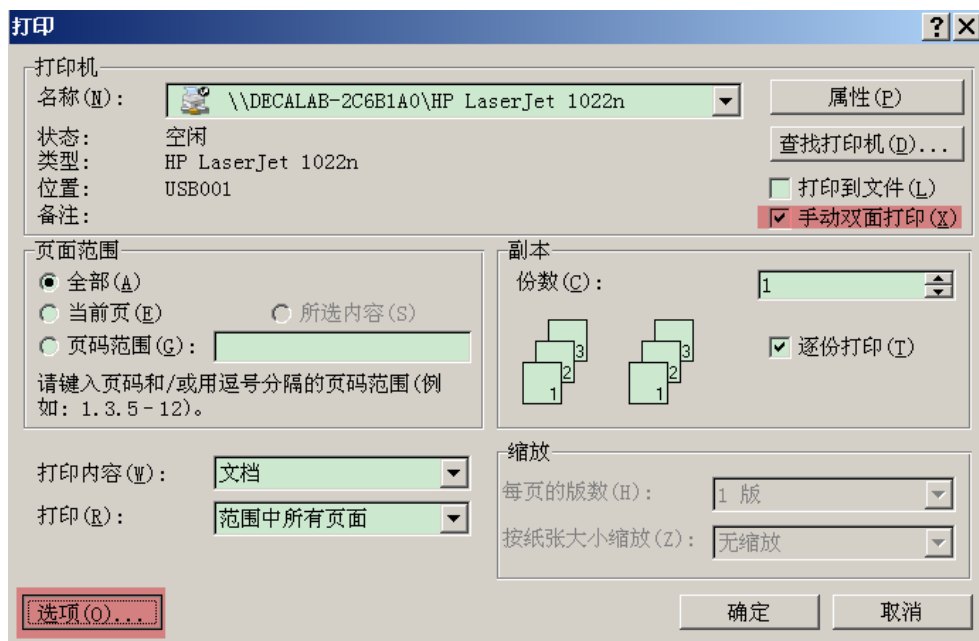 打印
打印机
名称(N): \\DECALAB-2C6B1A0\HP LaserJet 1022n
属性(P)
状态: 空闲
查找打印机(D)...
类型: HP LaserJet 1022n
位置: USB001
打印到文件(L)
备注:
手动双面打印(X)
页面范围
全部(A)
当前页(E) 所选内容(S)
页码范围(G):
请键入页码和/或用逗号分隔的页码范围(例
如: 1.3.5-12)。
副本
份数(C): 1
3 3
2 2
1 1
逐份打印(T)
打印内容(W): 文档
打印(R): 范围中所有页面
缩放
每页的版数(H): 1 版
按纸张大小缩放(Z): 无缩放
选项(O)... 确定 取消